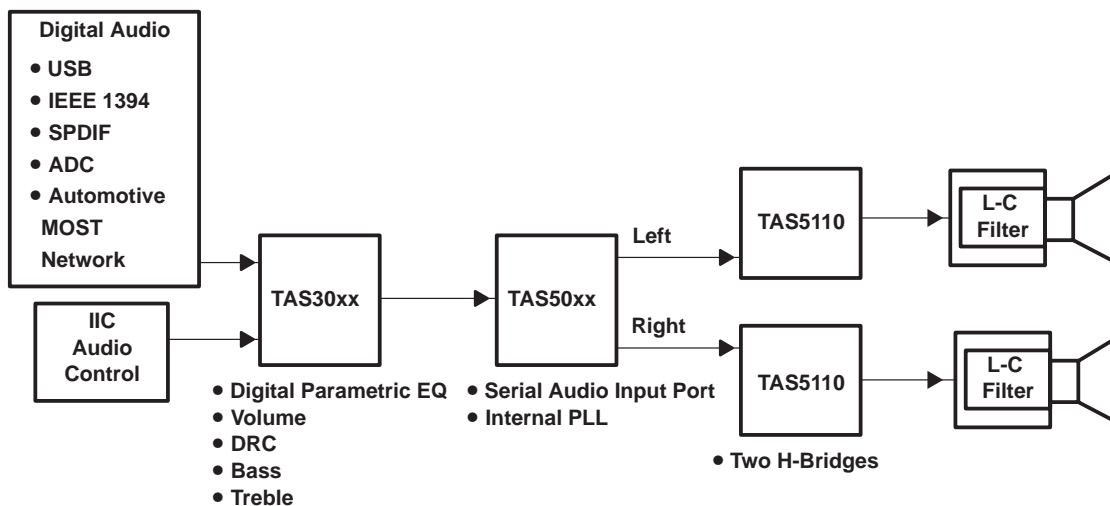 Digital Audio
• USB
• IEEE 1394
• SPDIF
• ADC
• Automotive
MOST
Network
IIC
Audio
Control
TAS30xx
• Digital Parametric EQ
• Volume
• DRC
• Bass
• Treble
TAS50xx
• Serial Audio Input Port
• Internal PLL
Left
Right
TAS5110
L-C
Filter
TAS5110
• Two H-Bridges
L-C
Filter